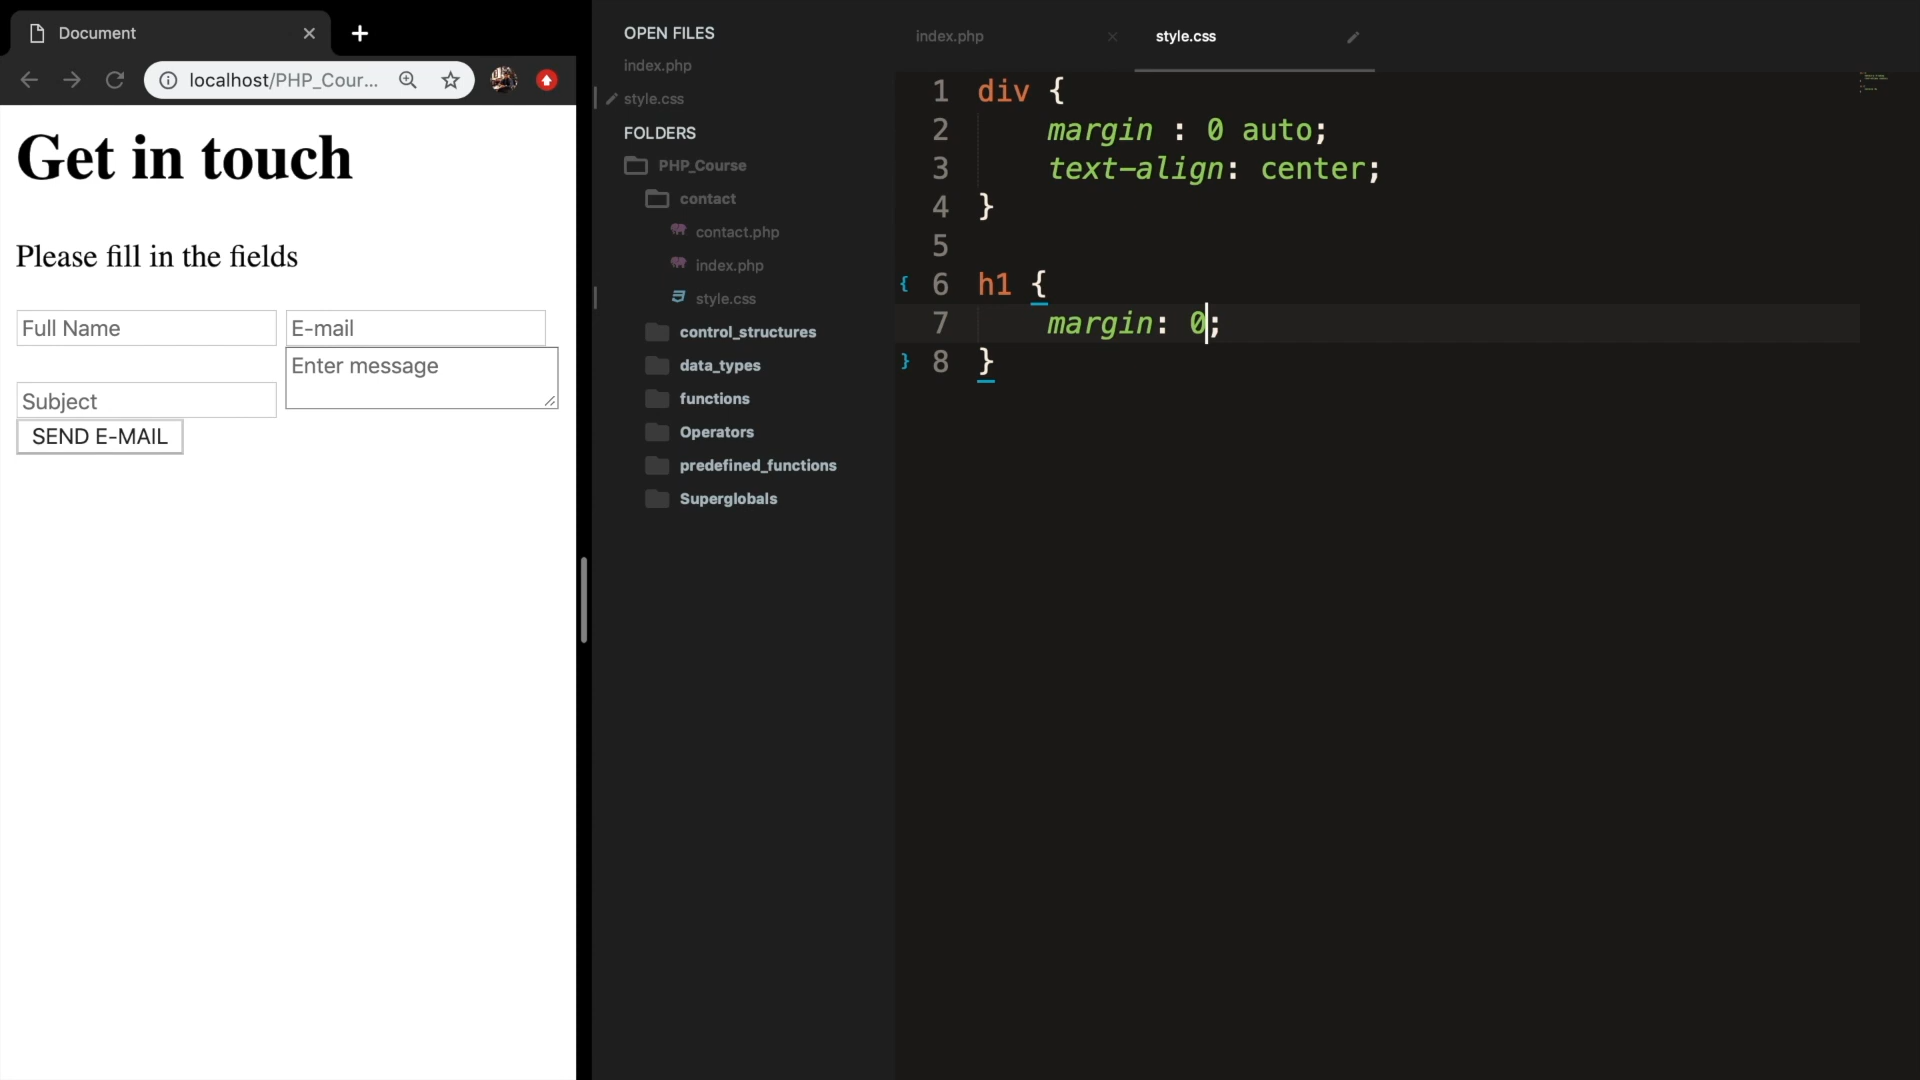 Document
localhost/PHP_Cour...
Get in touch
Please fill in the fields
Full Name
E-mail
Enter message
Subject
SEND E-MAIL
OPEN FILES
index.php
style.css
FOLDERS
PHP_Course
contact
contact.php
index.php
style.css
control_structures
data_types
functions
Operators
predefined_functions
Superglobals
index.php
style.css
1 div {
2 margin : 0 auto;
3 text-align: center;
4 }
5
{ 6 h1 {
7 margin: 0;
} 8 }